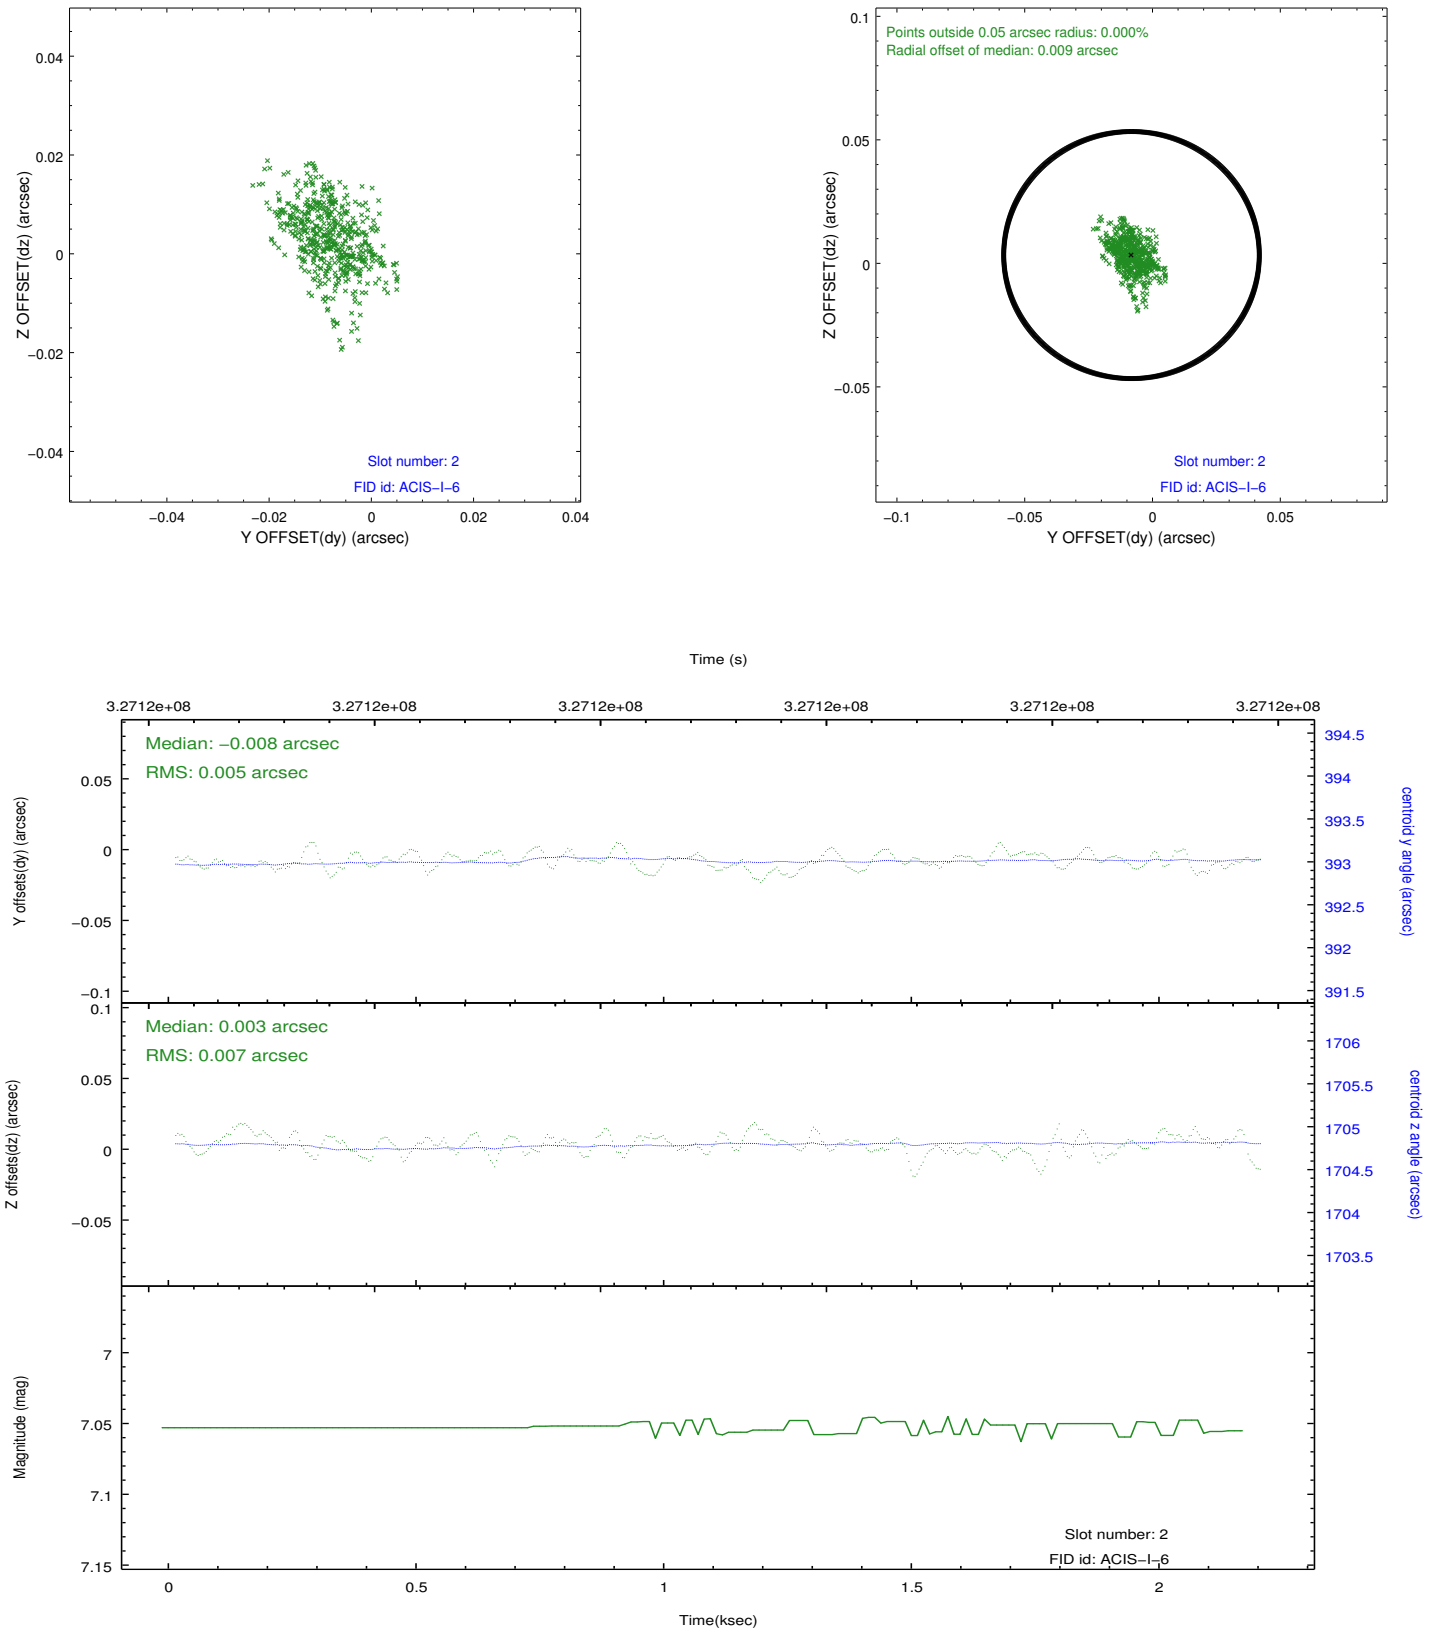 0.04
0.02
0
−0.02
−0.04
Z OFFSET(dz) (arcsec)
Slot number: 2
FID id: ACIS−I−6
−0.04
−0.02
0
0.02
0.04
Y OFFSET(dy) (arcsec)
0.1
0.05
0
−0.05
Z OFFSET(dz) (arcsec)
Points outside 0.05 arcsec radius: 0.000%
Radial offset of median: 0.009 arcsec
Slot number: 2
FID id: ACIS−I−6
−0.1
−0.05
0
0.05
Y OFFSET(dy) (arcsec)
Time (s)
3.2712e+08
3.2712e+08
3.2712e+08
3.2712e+08
3.2712e+08
3.2712e+08
Median: −0.008 arcsec
RMS: 0.005 arcsec
0.05
0
−0.05
−0.1
Y offsets(dy) (arcsec)
394.5
394
393.5
393
392.5
392
391.5
centroid y angle (arcsec)
Median: 0.003 arcsec
RMS: 0.007 arcsec
0.1
0.05
0
−0.05
Z offsets(dz) (arcsec)
1706
1705.5
1705
1704.5
1704
1703.5
centroid z angle (arcsec)
7
7.05
7.1
7.15
Magnitude (mag)
Slot number: 2
FID id: ACIS−I−6
0
0.5
1
1.5
2
Time(ksec)